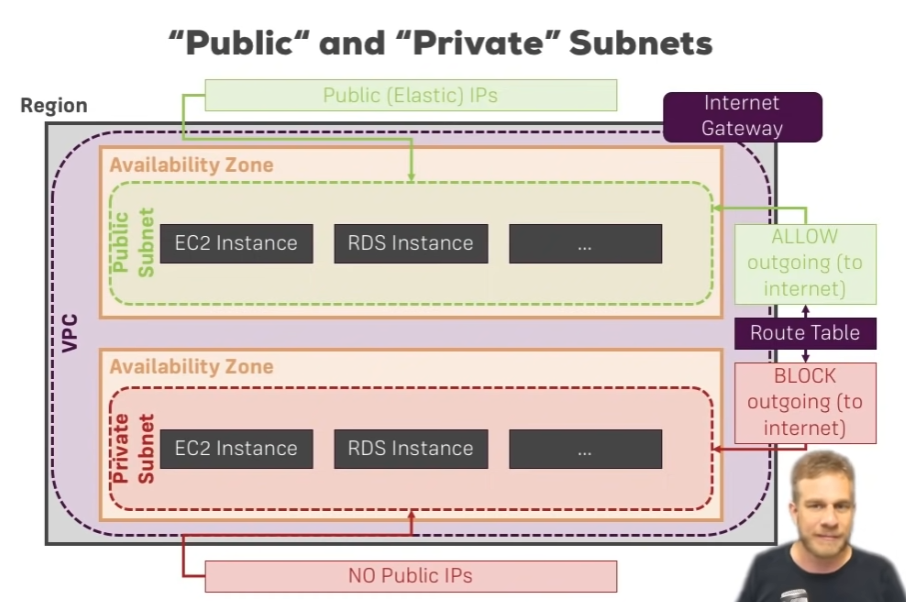 “Public“ and “Private” Subnets
Public (Elastic) IPs
Region
Internet
Gateway
Availability Zone
Public
Subnet
EC2 Instance
RDS Instance
...
ALLOW
outgoing (to
internet)
VPC
Route Table
Availability Zone
Private
Subnet
EC2 Instance
RDS Instance
...
BLOCK
outgoing (to
internet)
NO Public IPs